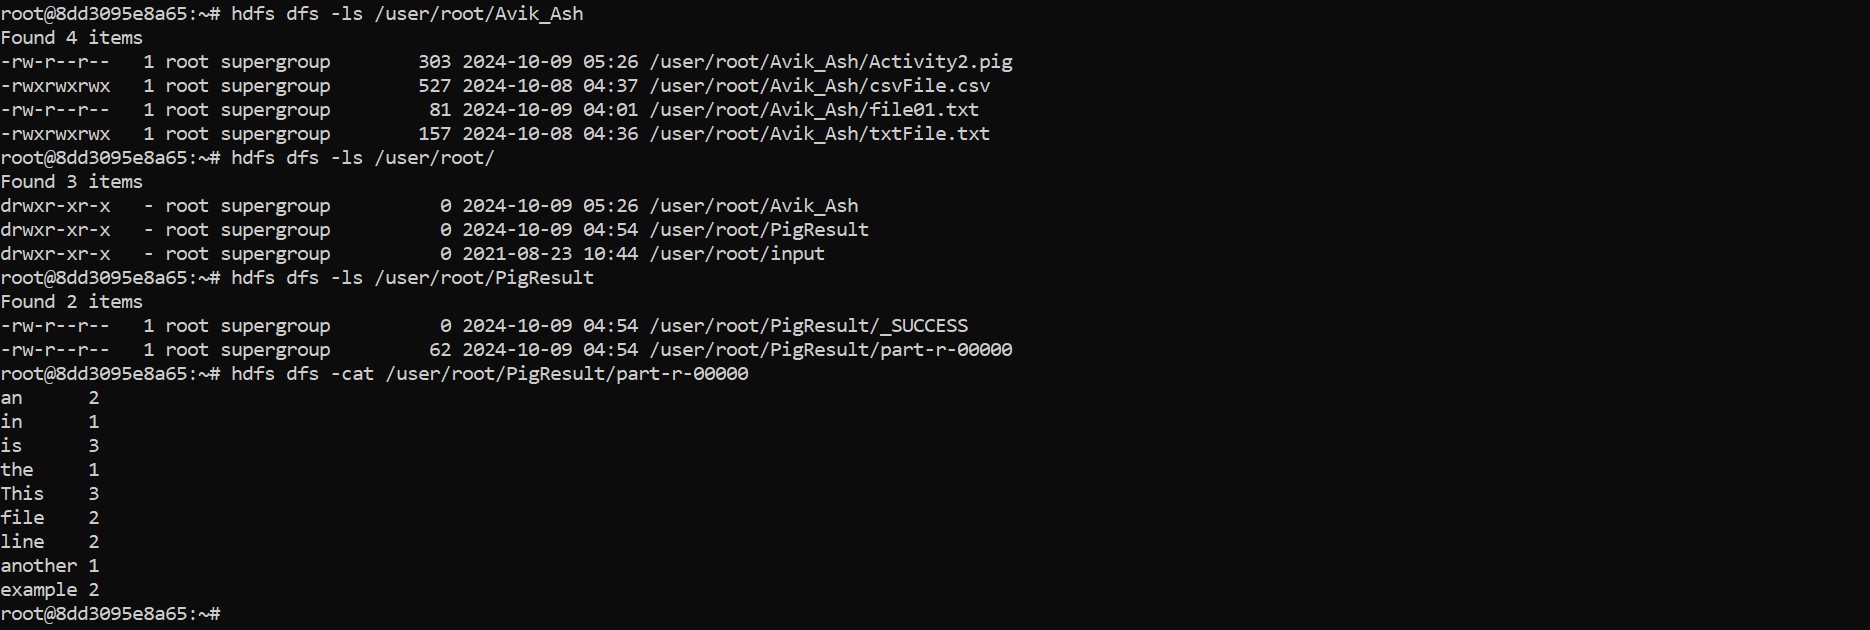 root@8dd3095e8a65:~# hdfs dfs -ls /user/root/Avik_Ash
Found 4 items
-rw-r--r--   1 root supergroup        303 2024-10-09 05:26 /user/root/Avik_Ash/Activity2.pig
-rwxrwxrwx   1 root supergroup        527 2024-10-08 04:37 /user/root/Avik_Ash/csvFile.csv
-rw-r--r--   1 root supergroup         81 2024-10-09 04:01 /user/root/Avik_Ash/file01.txt
-rwxrwxrwx   1 root supergroup        157 2024-10-08 04:36 /user/root/Avik_Ash/txtFile.txt
root@8dd3095e8a65:~# hdfs dfs -ls /user/root/
Found 3 items
drwxr-xr-x   - root supergroup          0 2024-10-09 05:26 /user/root/Avik_Ash
drwxr-xr-x   - root supergroup          0 2024-10-09 04:54 /user/root/PigResult
drwxr-xr-x   - root supergroup          0 2021-08-23 10:44 /user/root/input
root@8dd3095e8a65:~# hdfs dfs -ls /user/root/PigResult
Found 2 items
-rw-r--r--   1 root supergroup          0 2024-10-09 04:54 /user/root/PigResult/_SUCCESS
-rw-r--r--   1 root supergroup         62 2024-10-09 04:54 /user/root/PigResult/part-r-00000
root@8dd3095e8a65:~# hdfs dfs -cat /user/root/PigResult/part-r-00000
an      2
in      1
is      3
the     1
This    3
file    2
line    2
another 1
example 2
root@8dd3095e8a65:~#